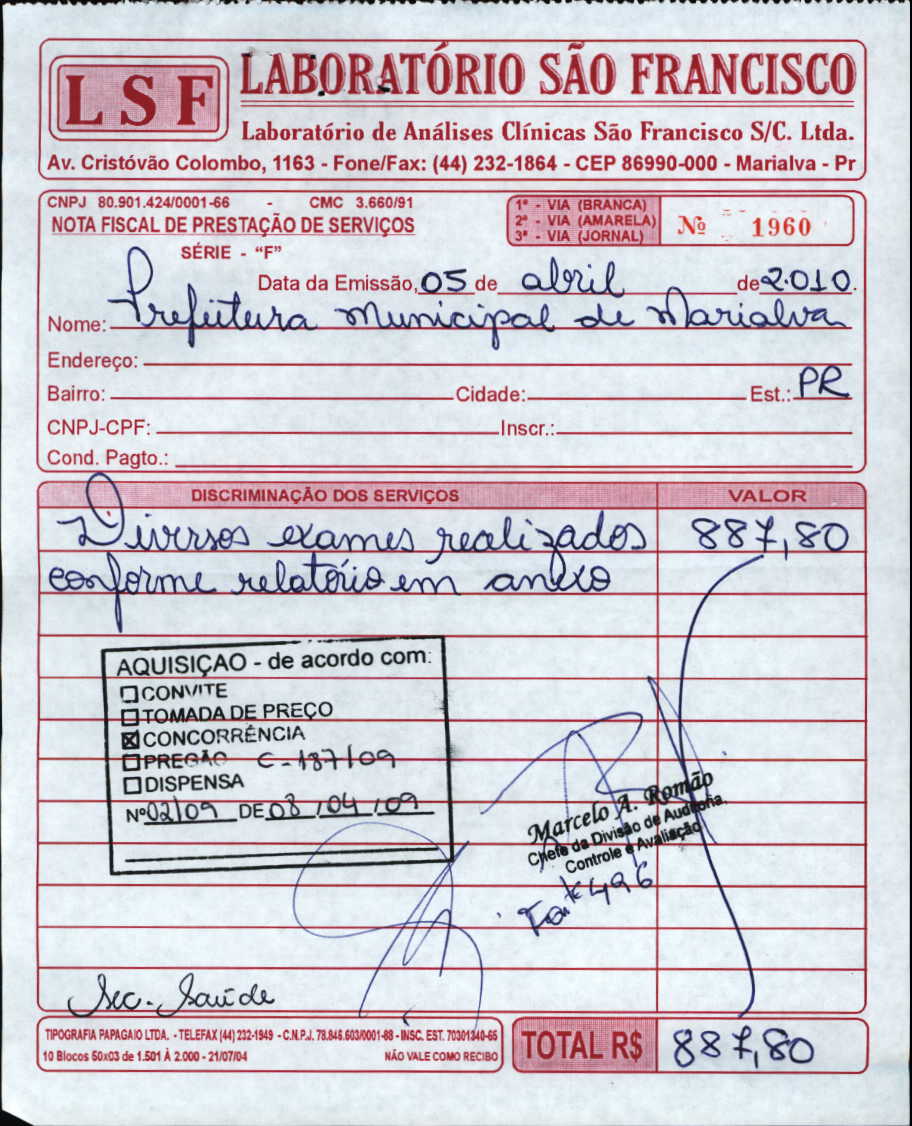 LSF LABORATÓRIO SÃO FRANCISCO
Laboratório de Análises Clínicas São Francisco S/C. Ltda.
Av. Cristóvão Colombo, 1163 - Fone/Fax: (44) 232-1864 - CEP 86990-000 - Marialva - Pr
CNPJ 80.901.424/0001-66 - CMC 3.660/91
NOTA FISCAL DE PRESTAÇÃO DE SERVIÇOS
SÉRIE - "F"
1ª - VIA (BRANCA)
2ª - VIA (AMARELA)
3ª - VIA (JORNAL)
Nº 1960
Data da Emissão, 05 de abril de 2.010.
Nome: Prefeitura Municipal de Marialva
Endereço:
Bairro: Cidade: Est.: PR
CNPJ-CPF: Inscr.:
Cond. Pagto.:
DISCRIMINAÇÃO DOS SERVIÇOS VALOR
Diversos exames realizados 887,80
conforme relatório em anexo
AQUISIÇAO - de acordo com:
CONVITE
TOMADA DE PREÇO
CONCORRÊNCIA
PREGÃO C-187/09
DISPENSA
Nº 02/09 DE 08/04/09
Marcelo A. Romão
Chefe da Divisão de Auditoria,
Controle e Avaliação
Sec. Saúde
TIPOGRAFIA PAPAGAIO LTDA. - TELEFAX (44) 232-1949 - C.N.P.J. 78.846.603/0001-88 - INSC. EST. 70301340-65
10 Blocos 50x03 de 1.501 À 2.000 - 21/07/04 NÃO VALE COMO RECIBO
TOTAL R$ 887,80